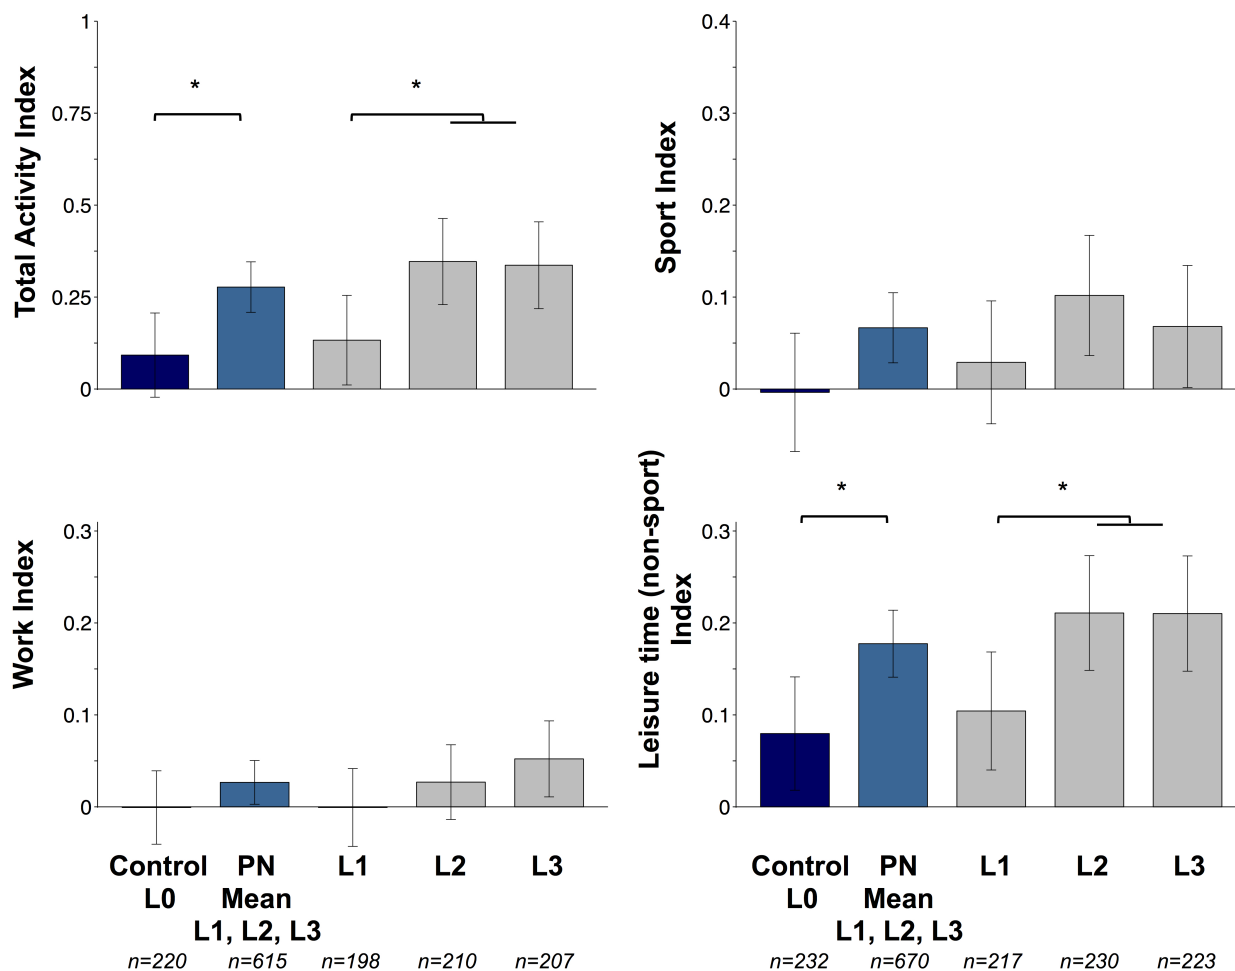 Total Activity Index
1
0.75
0.5
0.25
0
*
*
Sport Index
0.4
0.3
0.2
0.1
0
Work Index
0.3
0.2
0.1
0
Leisure time (non-sport)
Index
0.3
0.2
0.1
0
*
*
Control PN L1 L2 L3
L0 Mean
L1, L2, L3
n=220 n=615 n=198 n=210 n=207
Control PN L1 L2 L3
L0 Mean
L1, L2, L3
n=232 n=670 n=217 n=230 n=223